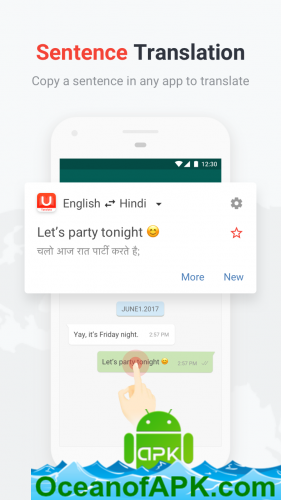 Sentence Translation
Copy a sentence in any app to translate
12:30
U
English ⇄ Hindi
Let's party tonight 😀
चलो आज रात पार्टी करते है;
More New
JUNE1.2017
Yay, it's Friday night. 2:57 PM
Let's party tonight 😀 2:57 PM
APK
OceanofAPK.com